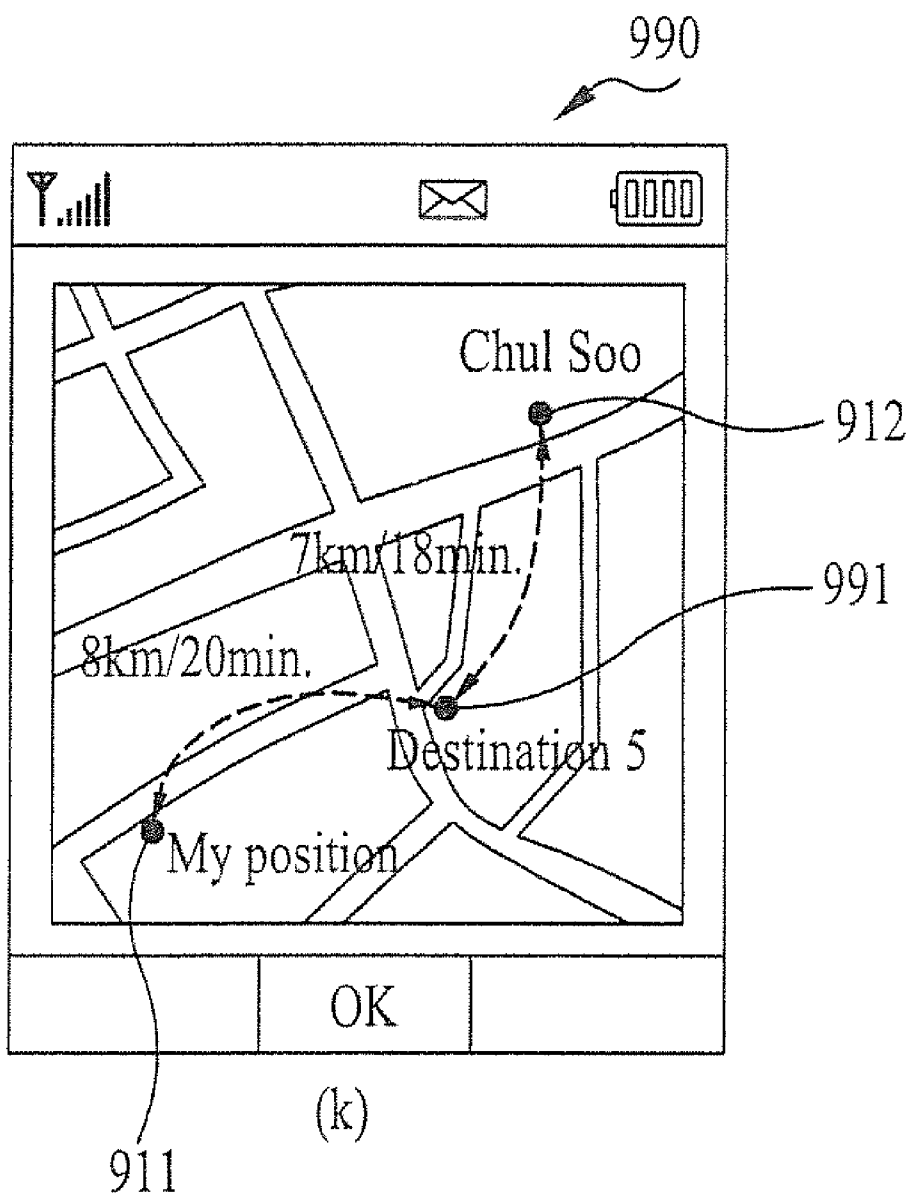 990
Chul Soo
912
7km/18min.
991
8km/20min.
Destination 5
My position
OK
(k)
911